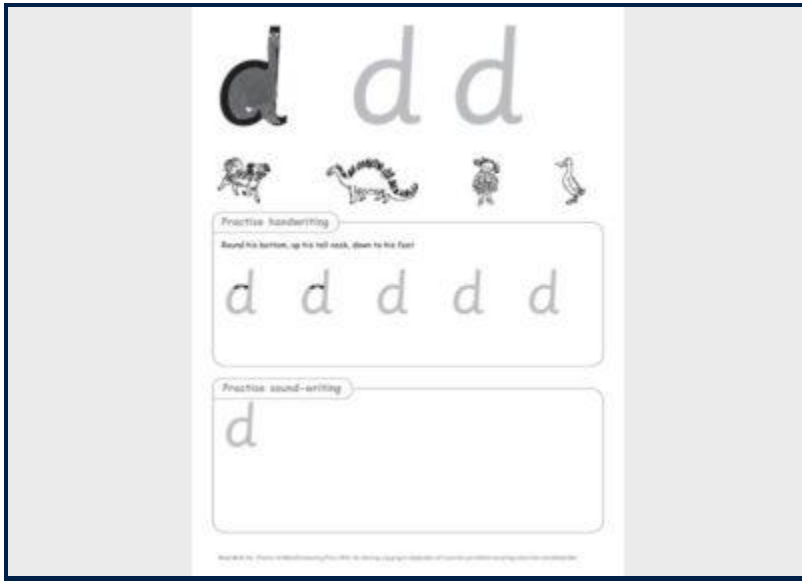 d d d
Practise handwriting
Round his bottom, up his tall neck, down to his feet
d d d d d
Practise sound-writing
d